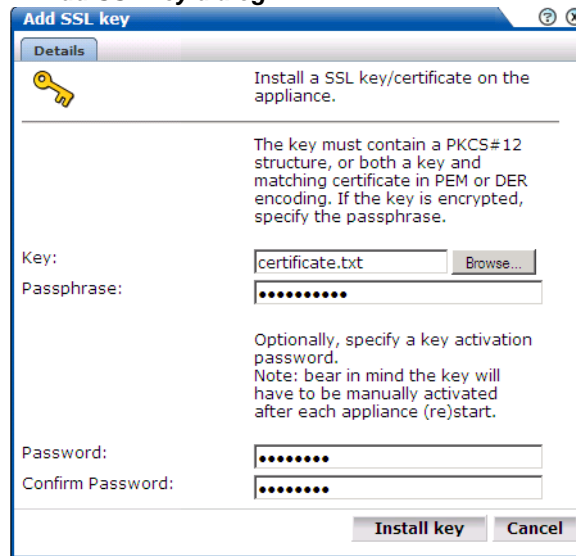 Add SSL key
Details
Install a SSL key/certificate on the
appliance.
The key must contain a PKCS#12
structure, or both a key and
matching certificate in PEM or DER
encoding. If the key is encrypted,
specify the passphrase.
Key:
certificate.txt
Browse...
Passphrase:
••••••••••
Optionally, specify a key activation
password.
Note: bear in mind the key will
have to be manually activated
after each appliance (re)start.
Password:
••••••••
Confirm Password:
••••••••
Install key
Cancel